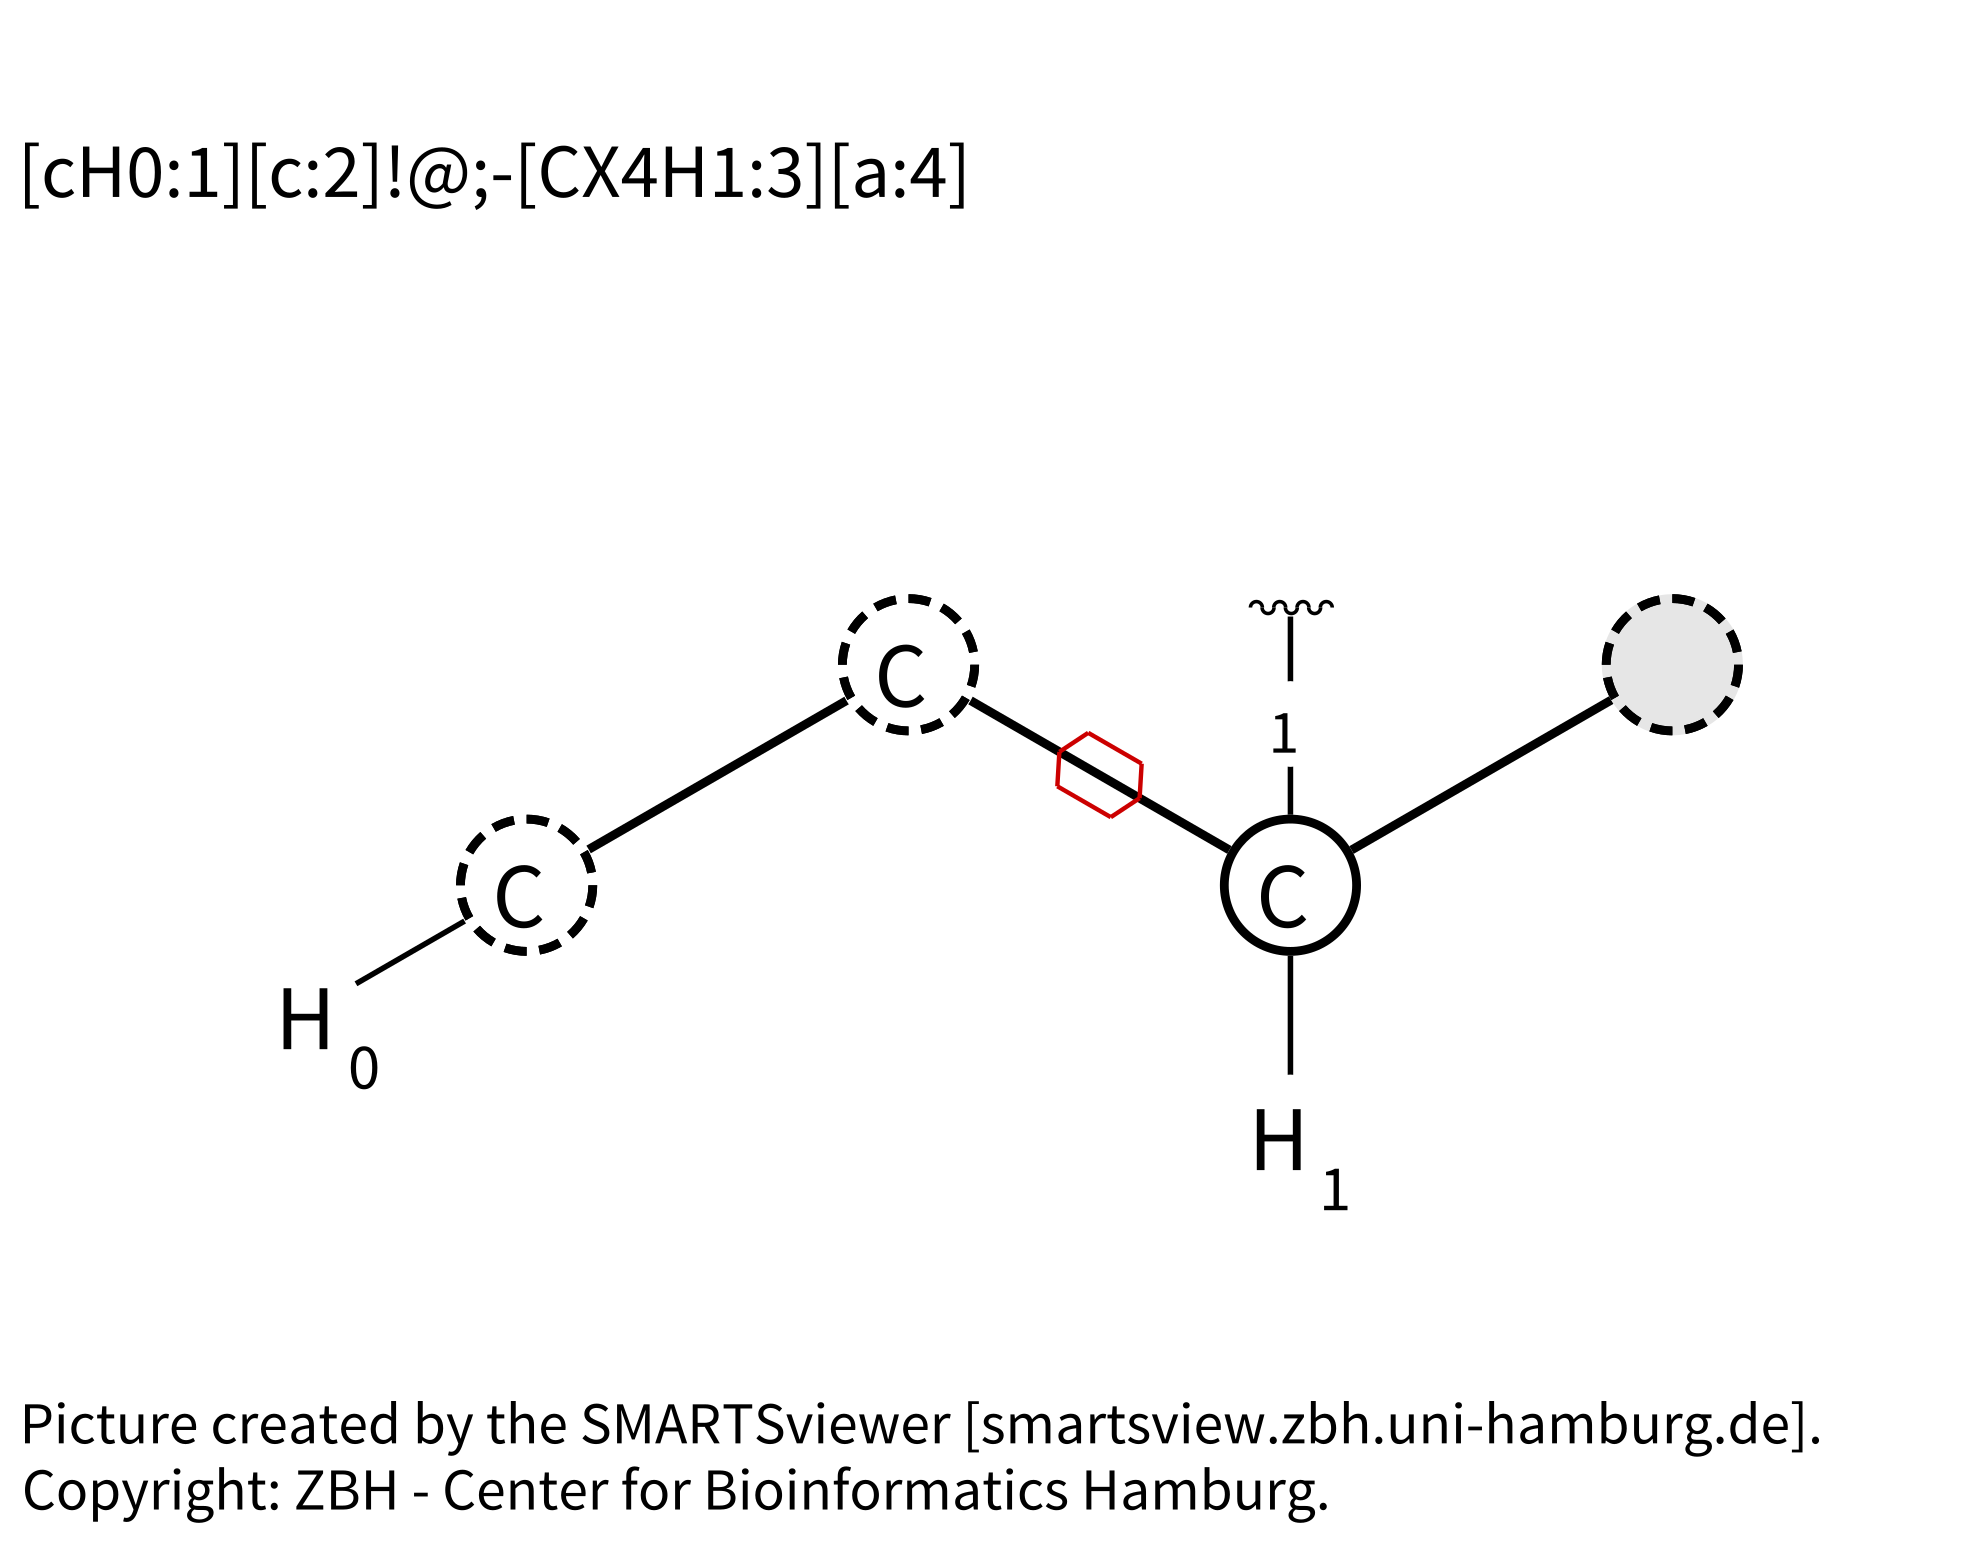 [cH0:1][c:2]!@;-[CX4H1:3][a:4]
C
1
C
C
H 0
H 1
Picture created by the SMARTSviewer [smartsview.zbh.uni-hamburg.de].
Copyright: ZBH - Center for Bioinformatics Hamburg.